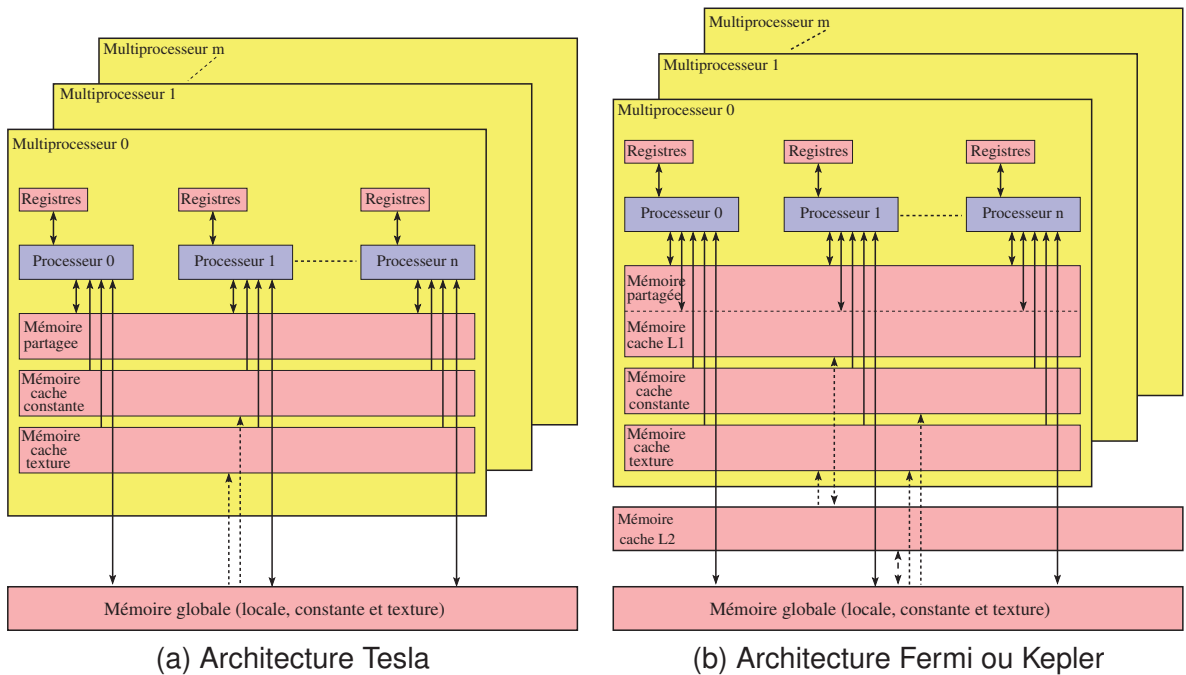 Multiprocesseur m
Multiprocesseur 1
Multiprocesseur 0
Registres
Registres
Registres
Processeur 0
Processeur 1
Processeur n
Mémoire
partagee
Mémoire
cache
constante
Mémoire
cache
texture
Mémoire globale (locale, constante et texture)
(a) Architecture Tesla
Multiprocesseur m
Multiprocesseur 1
Multiprocesseur 0
Registres
Registres
Registres
Processeur 0
Processeur 1
Processeur n
Mémoire
partagée
Mémoire
cache L1
Mémoire
cache
constante
Mémoire
cache
texture
Mémoire
cache L2
Mémoire globale (locale, constante et texture)
(b) Architecture Fermi ou Kepler